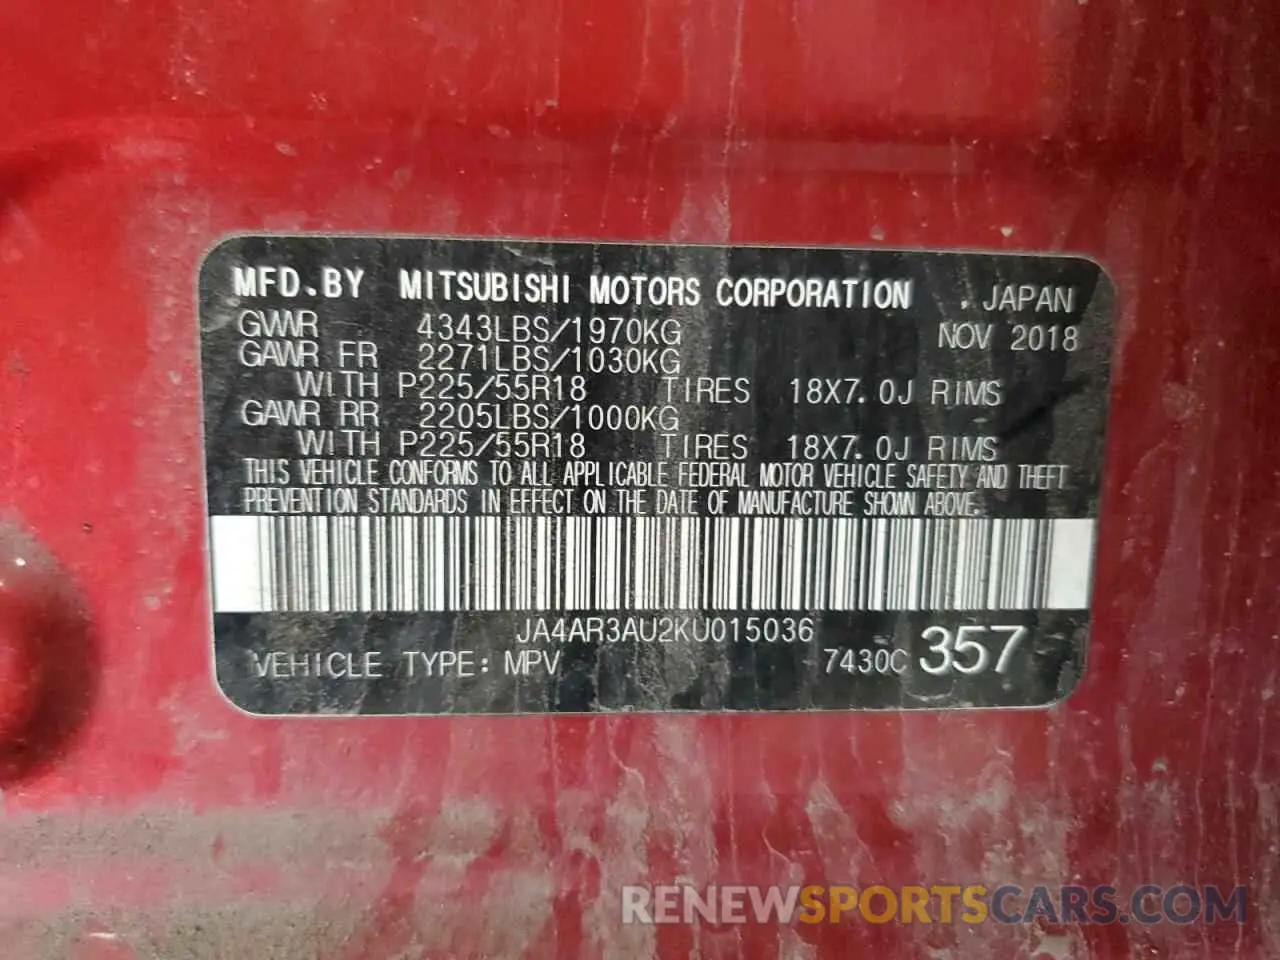 MFD.BY MITSUBISHI MOTORS CORPORATION . JAPAN
GVWR 4343LBS/1970KG NOV 2018
GAWR FR 2271LBS/1030KG
WITH P225/55R18 TIRES 18X7.0J RIMS
GAWR RR 2205LBS/1000KG
WITH P225/55R18 TIRES 18X7.0J RIMS
THIS VEHICLE CONFORMS TO ALL APPLICABLE FEDERAL MOTOR VEHICLE SAFETY AND THEFT
PREVENTION STANDARDS IN EFFECT ON THE DATE OF MANUFACTURE SHOWN ABOVE.
JA4AR3AU2KU015036
VEHICLE TYPE: MPV 7430C 357
RENEWSPORTSCARS.COM